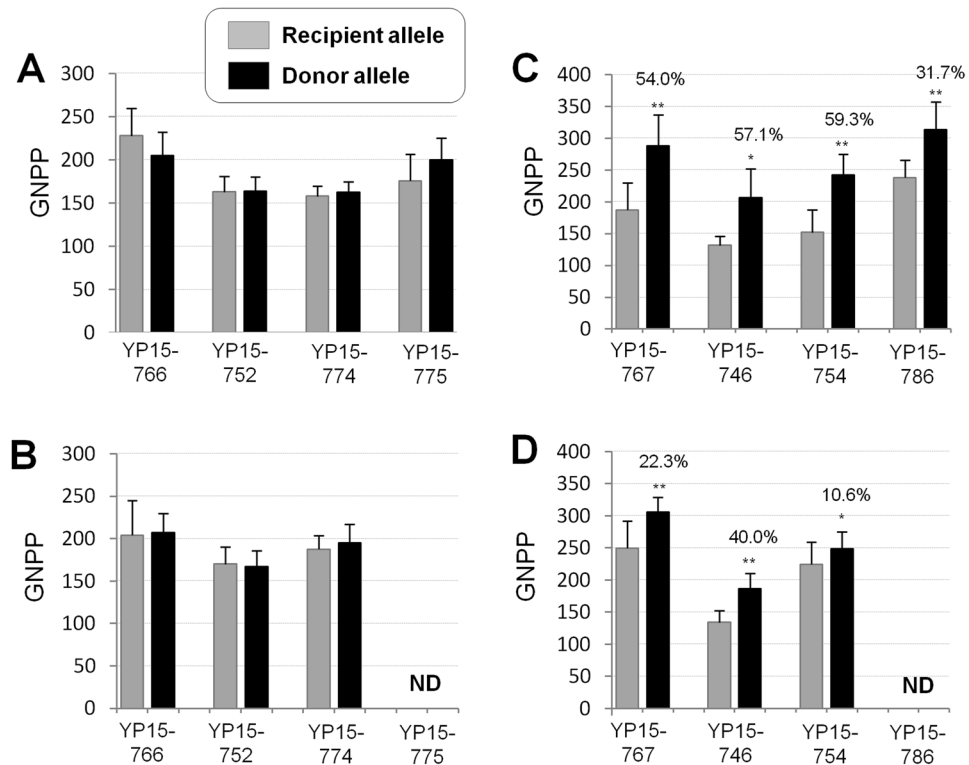 Recipient allele
Donor allele
A
GNPP
300
250
200
150
100
50
0
YP15-
766
YP15-
752
YP15-
774
YP15-
775
C
GNPP
400
350
300
250
200
150
100
50
0
54.0%
**
57.1%
*
59.3%
**
31.7%
**
YP15-
767
YP15-
746
YP15-
754
YP15-
786
B
GNPP
300
250
200
150
100
50
0
ND
YP15-
766
YP15-
752
YP15-
774
YP15-
775
D
GNPP
400
350
300
250
200
150
100
50
0
22.3%
**
40.0%
**
10.6%
*
ND
YP15-
767
YP15-
746
YP15-
754
YP15-
786